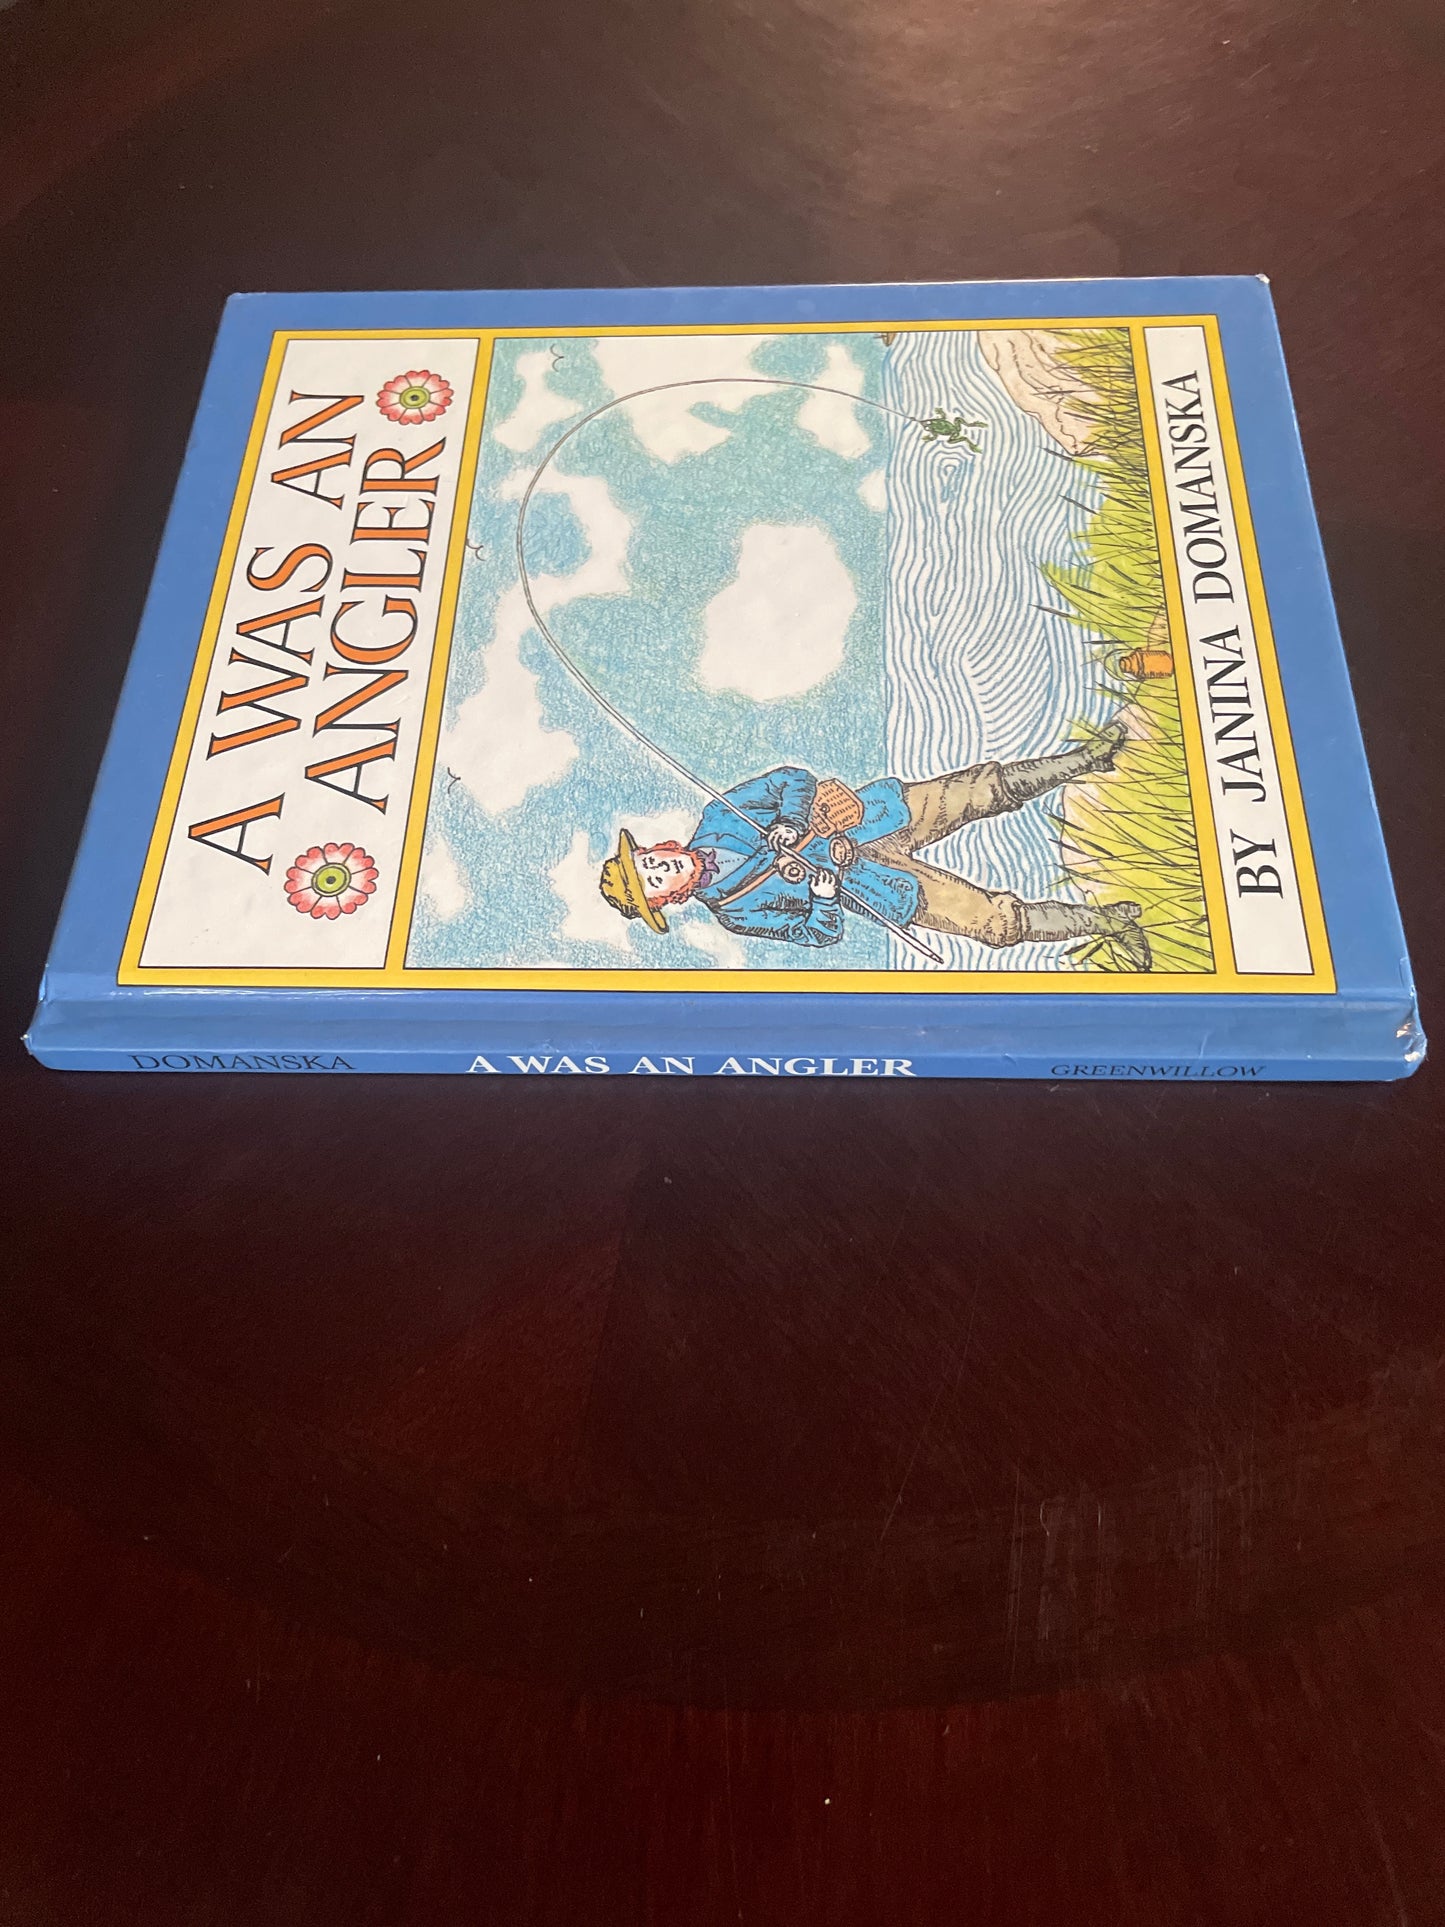 A WAS AN
ANGLER
BY JANINA DOMANSKA
DOMANSKA A WAS AN ANGLER GREENWILLOW